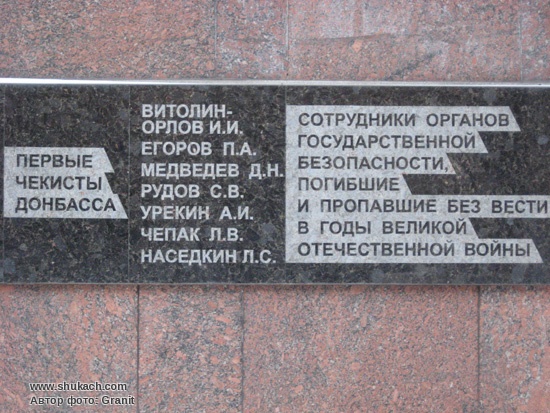 ПЕРВЫЕ
ЧЕКИСТЫ
ДОНБАССА
ВИТОЛИН-
ОРЛОВ И.И.
ЕГОРОВ П.А.
МЕДВЕДЕВ Д.Н.
РУДОВ С.В.
УРЕКИН А.И.
ЧЕПАК Л.В.
НАСЕДКИН Л.С.
СОТРУДНИКИ ОРГАНОВ
ГОСУДАРСТВЕННОЙ
БЕЗОПАСНОСТИ,
ПОГИБШИЕ
И ПРОПАВШИЕ БЕЗ ВЕСТИ
В ГОДЫ ВЕЛИКОЙ
ОТЕЧЕСТВЕННОЙ ВОЙНЫ
www.shukach.com
Автор фото: Granit